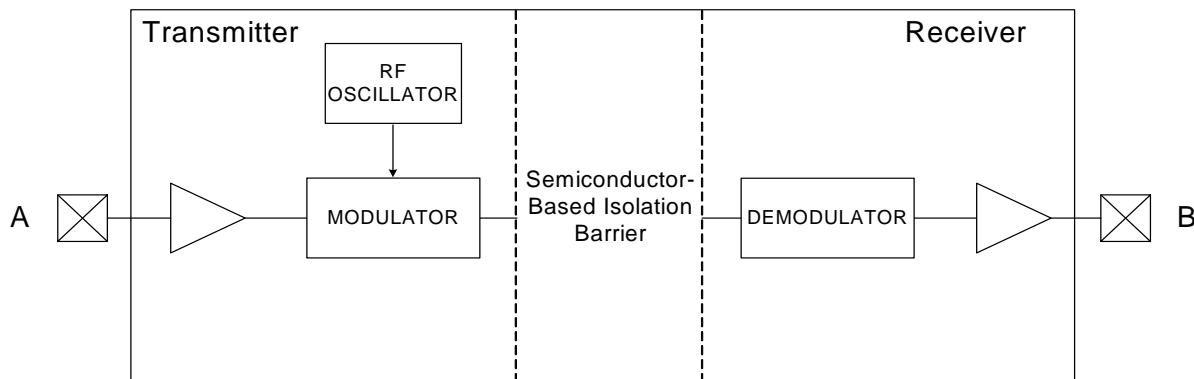 Transmitter
Receiver
RF
OSCILLATOR
A
MODULATOR
Semiconductor-
Based Isolation
Barrier
DEMODULATOR
B